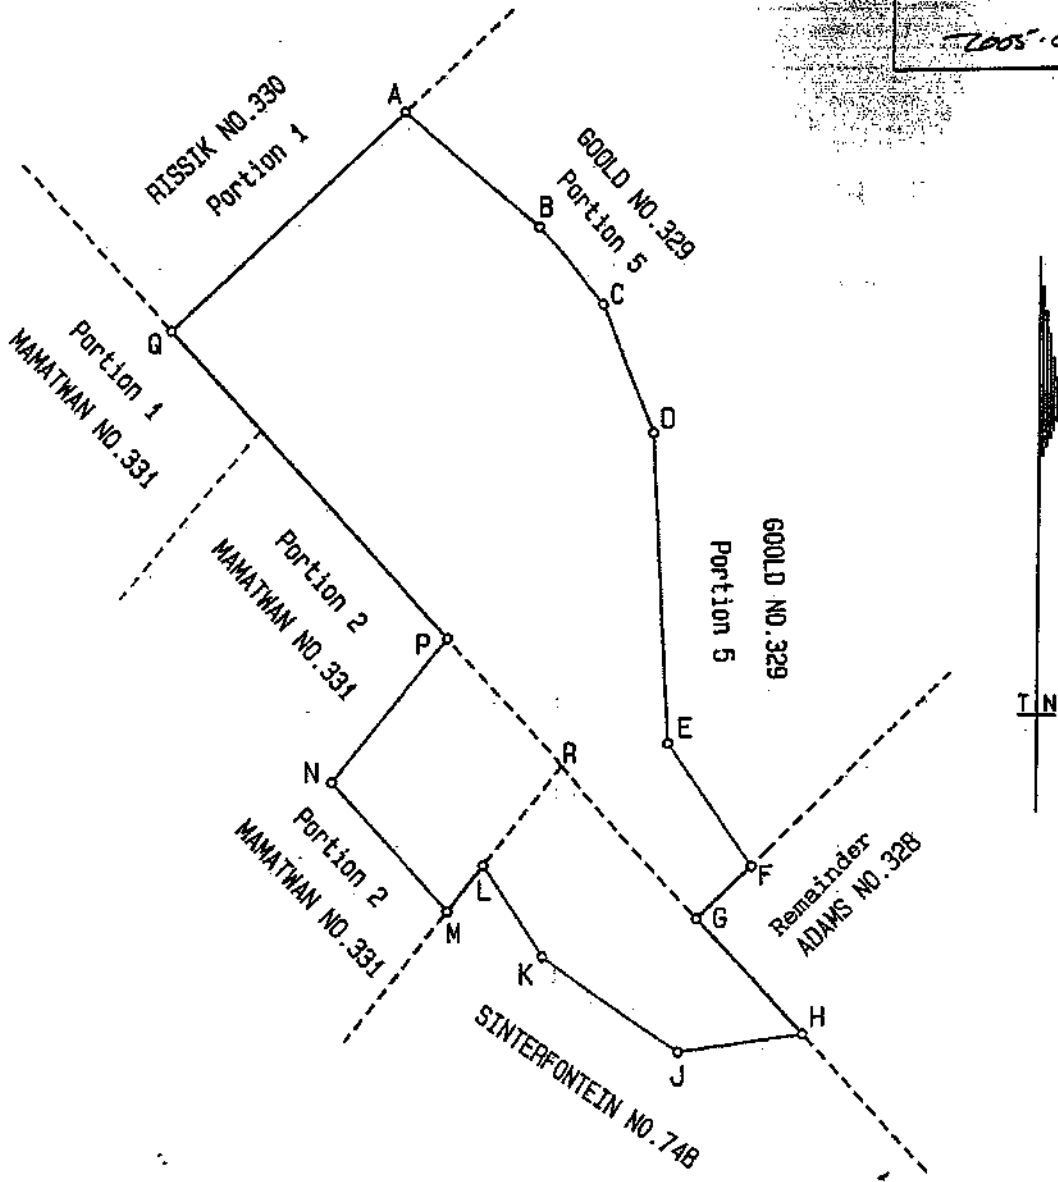 2005
A
RISSIK NO.330
Portion 1
GOOLD NO.329
Portion 5
B
C
Q
Portion 1
MAMATWAN NO.331
D
Portion 2
MAMATWAN NO.331
GOOLD NO.329
Portion 5
P
T N
E
R
N
Portion 2
MAMATWAN NO.331
F
Remainder
ADAMS NO.328
G
L
M
K
H
SINTERFONTEIN NO.748
J